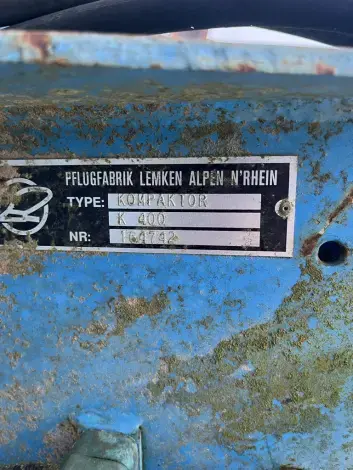 PFLUGFABRIK LEMKEN ALPEN N'RHEIN
TYPE: KOMPAKTOR
K 400
NR: 164742